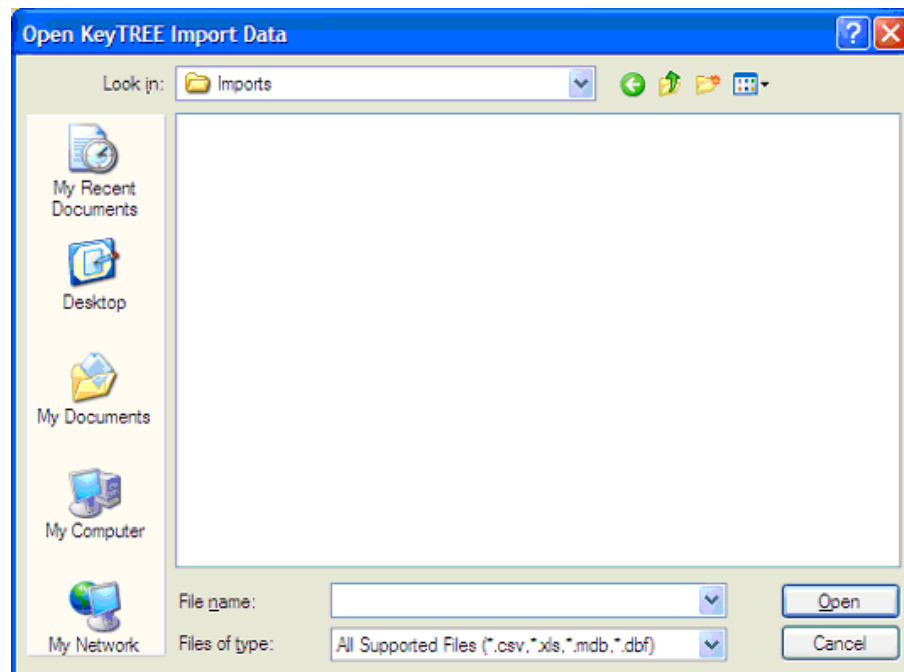 Open KeyTREE Import Data
Look in:
Imports
My Recent
Documents
Desktop
My Documents
My Computer
My Network
File name:
Open
Files of type:
All Supported Files (*.csv,*.xls,*.mdb,*.dbf)
Cancel